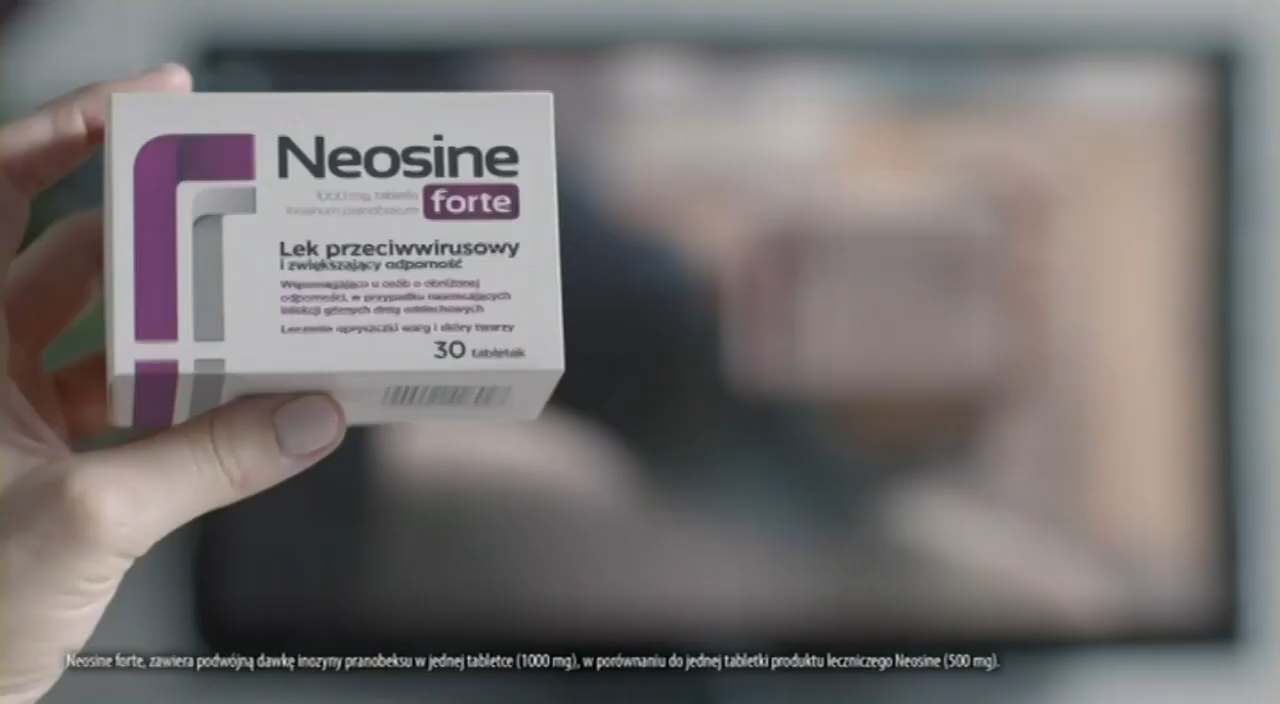 Neosine
1000 mg, tabletki
forte
Inosinum pranobexum
Lek przeciwwirusowy
i zwiększający odporność
Wspomagająco u osób o obniżonej
odporności, w przypadku nawracających
infekcji górnych dróg oddechowych
Leczenie opryszczki warg i skóry twarzy
30 tabletek
Neosine forte, zawiera podwójną dawkę inozyny pranobeksu w jednej tabletce (1000 mg), w porównaniu do jednej tabletki produktu leczniczego Neosine (500 mg).